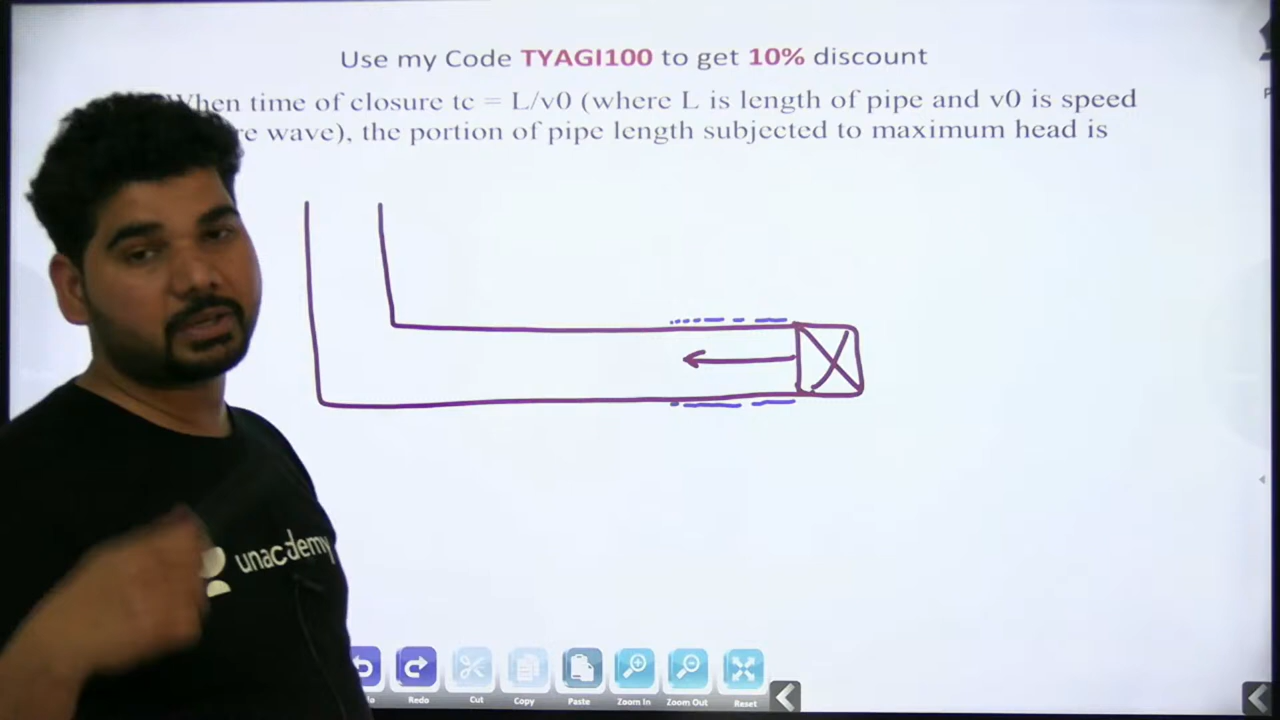 Use my Code TYAGI100 to get 10% discount
When time of closure tc = L/v0 (where L is length of pipe and v0 is speed
wave), the portion of pipe length subjected to maximum head is
unacademy
Redo
Cut
Copy
Paste
Zoom In
Zoom Out
Reset